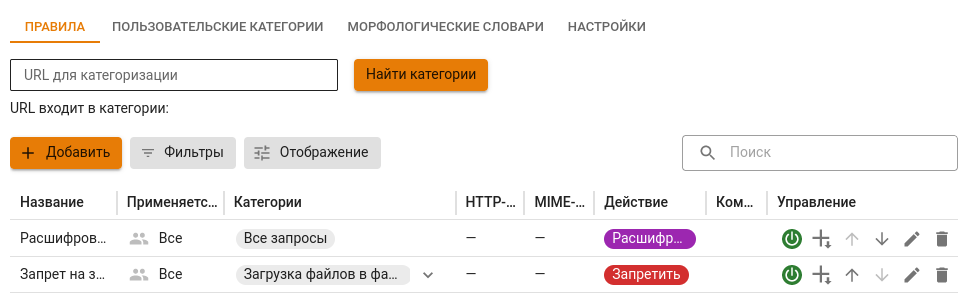 ПРАВИЛА ПОЛЬЗОВАТЕЛЬСКИЕ КАТЕГОРИИ МОРФОЛОГИЧЕСКИЕ СЛОВАРИ НАСТРОЙКИ
URL для категоризации Найти категории
URL входит в категории:
Добавить Фильтры Отображение Поиск
Название Применяетс... Категории HTTP-... MIME-... Действие Ком... Управление
Расшифров... Все Все запросы — — Расшифр...
Запрет на з... Все Загрузка файлов в фа... — — Запретить